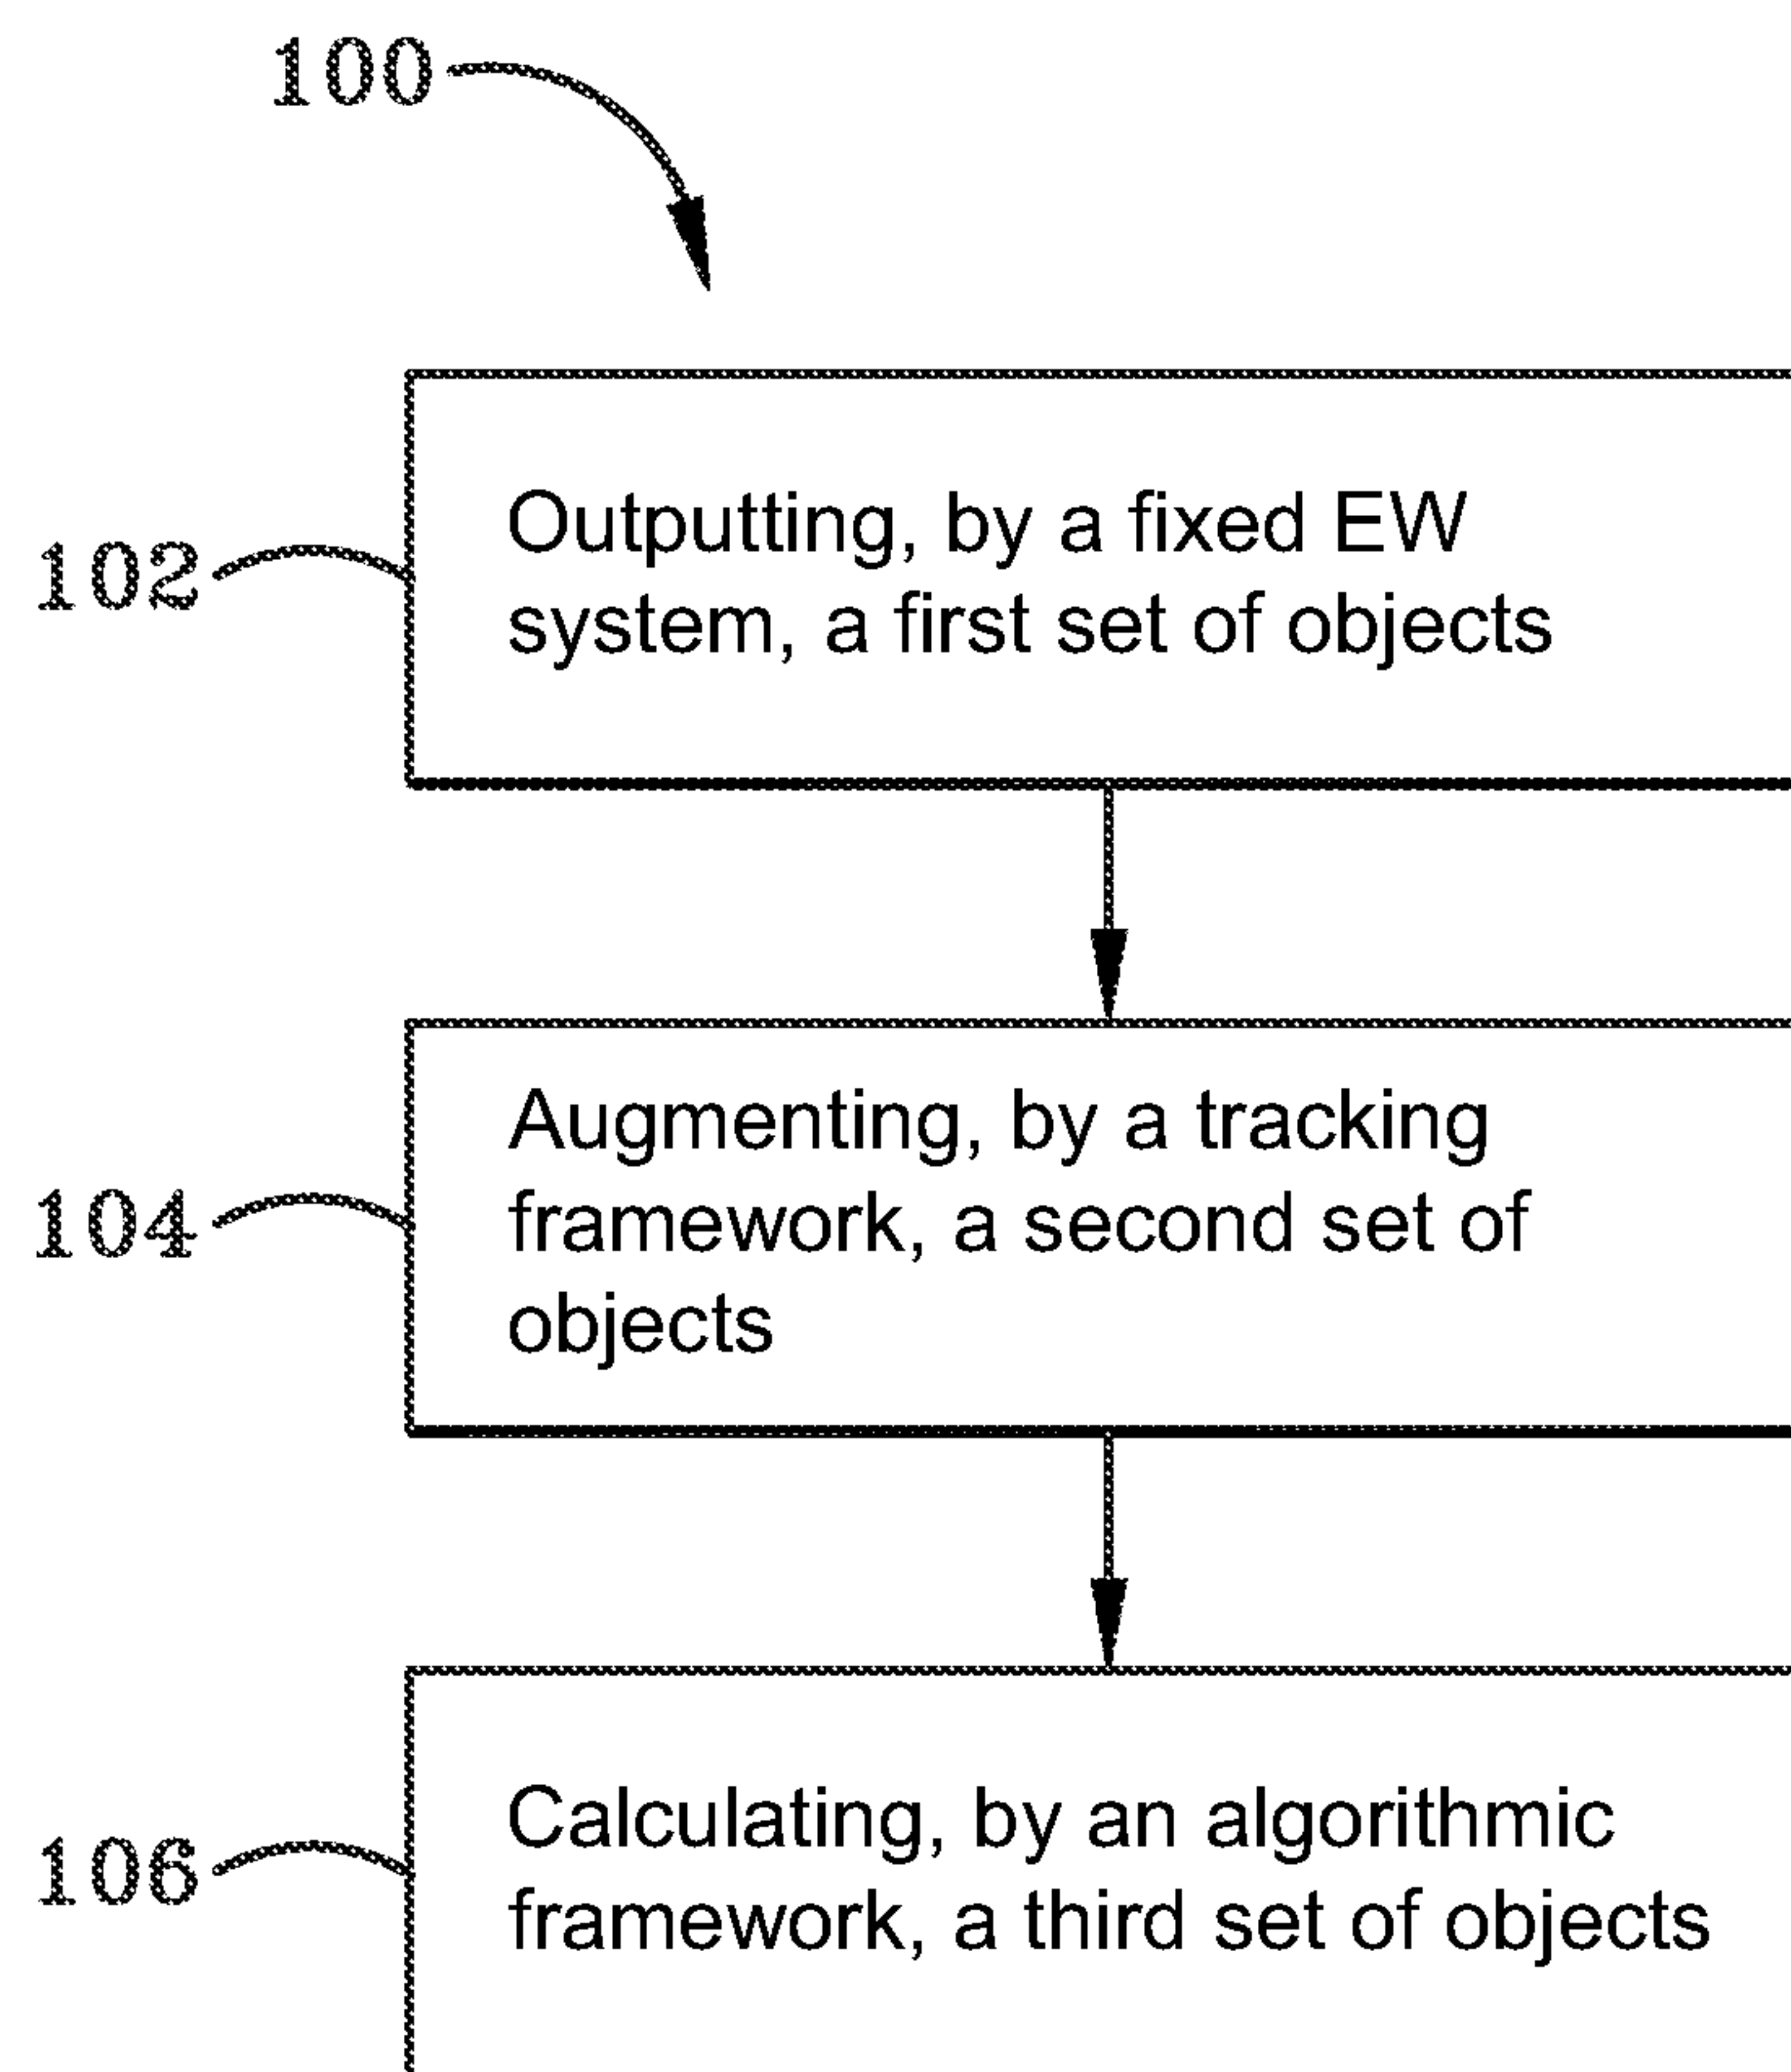 100
102
Outputting, by a fixed EW
system, a first set of objects
104
Augmenting, by a tracking
framework, a second set of
objects
106
Calculating, by an algorithmic
framework, a third set of objects